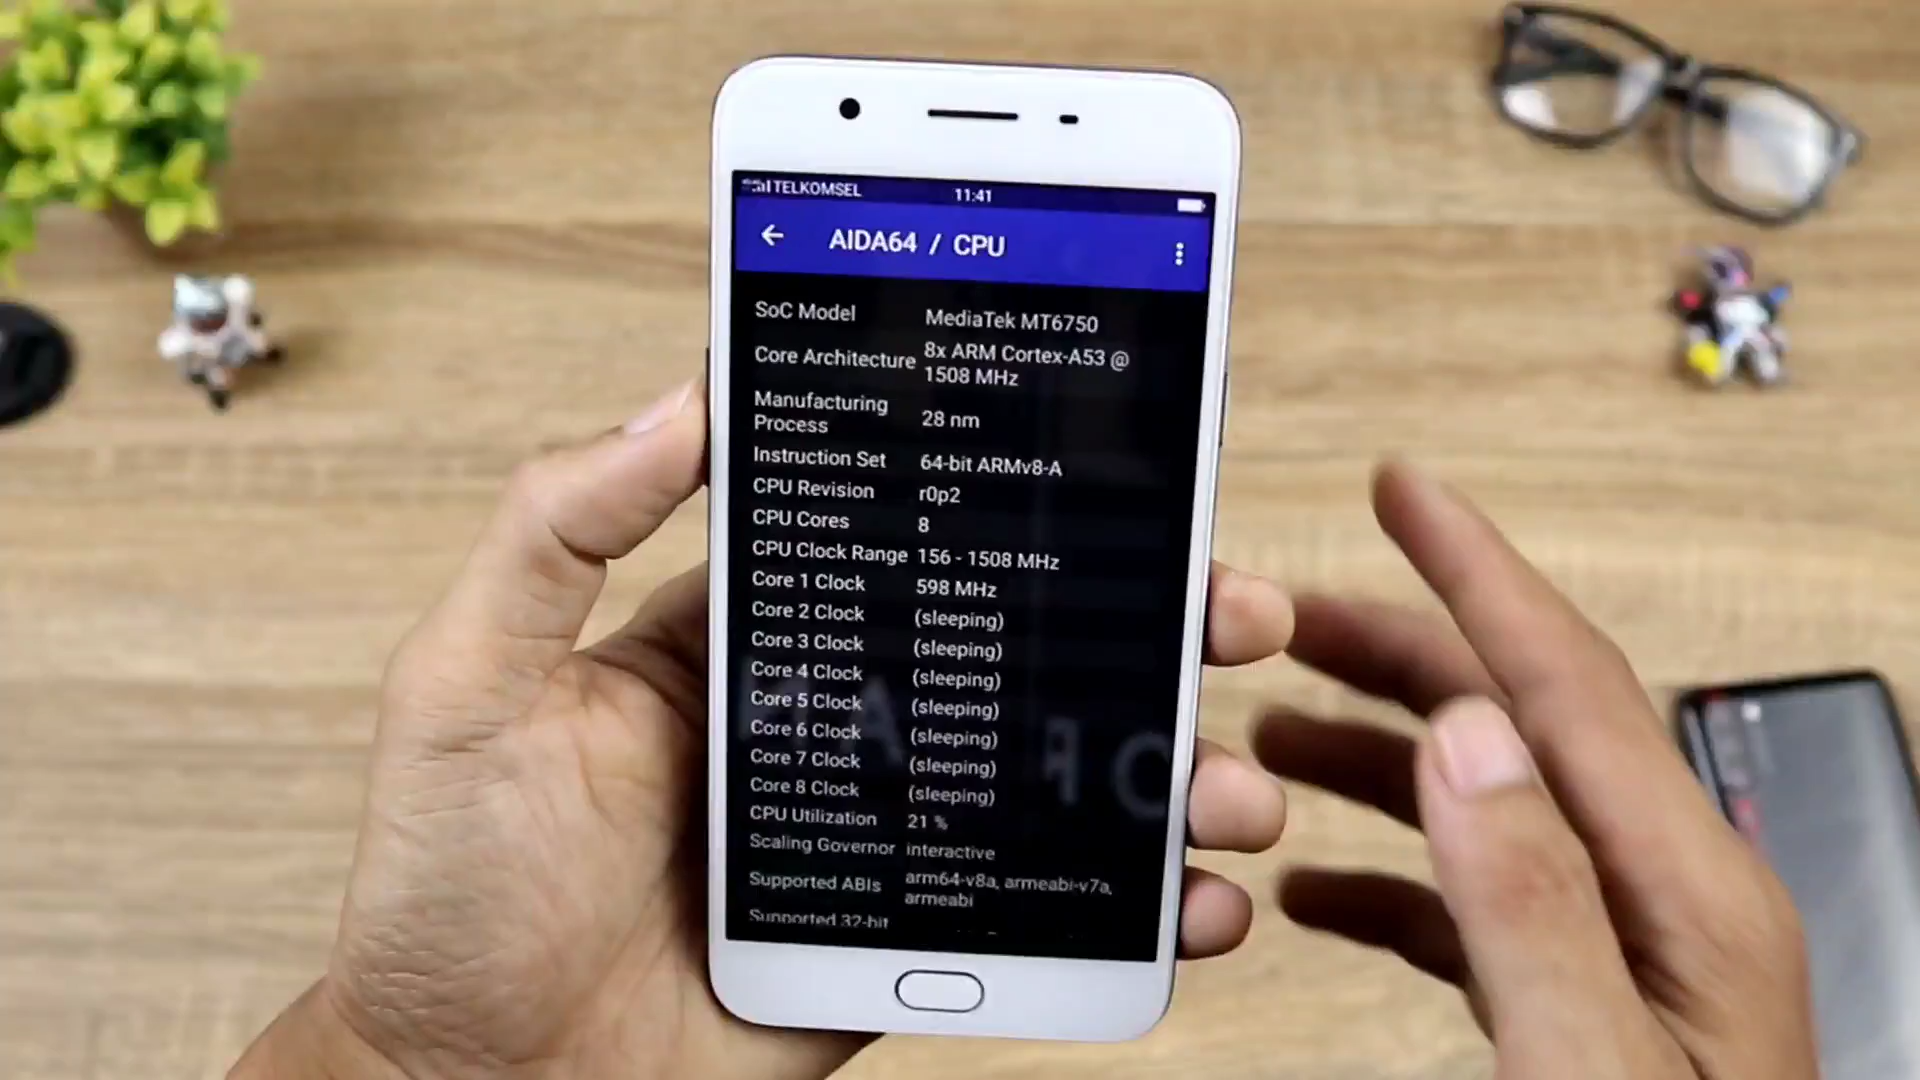 TELKOMSEL 11:41
AIDA64 / CPU
SoC Model MediaTek MT6750
Core Architecture 8x ARM Cortex-A53 @
1508 MHz
Manufacturing
Process 28 nm
Instruction Set 64-bit ARMv8-A
CPU Revision r0p2
CPU Cores 8
CPU Clock Range 156 - 1508 MHz
Core 1 Clock 598 MHz
Core 2 Clock (sleeping)
Core 3 Clock (sleeping)
Core 4 Clock (sleeping)
Core 5 Clock (sleeping)
Core 6 Clock (sleeping)
Core 7 Clock (sleeping)
Core 8 Clock (sleeping)
CPU Utilization 21 %
Scaling Governor interactive
Supported ABIs arm64-v8a, armeabi-v7a,
armeabi
Supported 32-bit